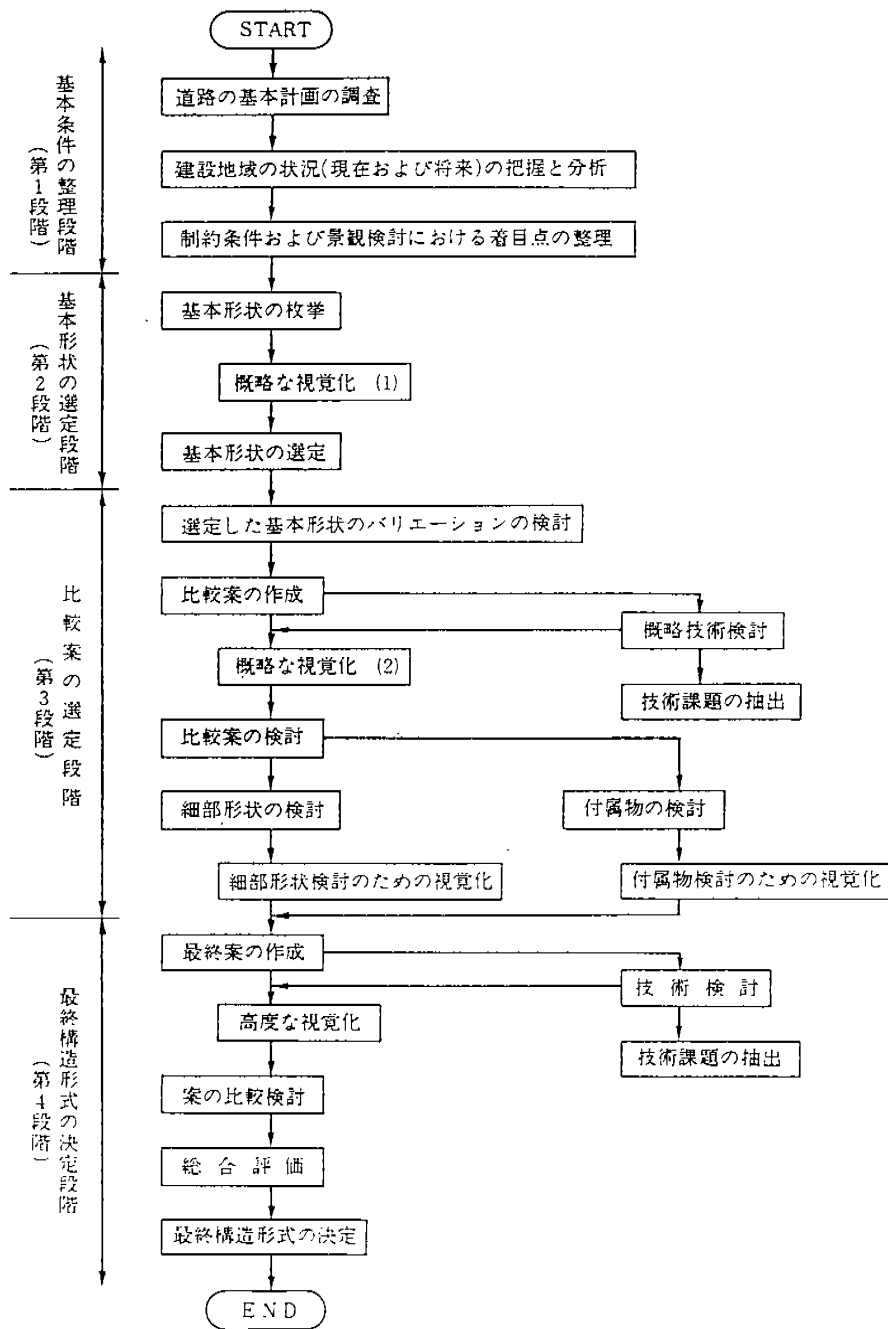 START
基本条件の整理段階
(第1段階)
道路の基本計画の調査
建設地域の状況(現在および将来)の把握と分析
制約条件および景観検討における着目点の整理
基本形状の選定段階
(第2段階)
基本形状の枚挙
概略な視覚化 (1)
基本形状の選定
比較案の選定段階
(第3段階)
選定した基本形状のバリエーションの検討
比較案の作成
概略技術検討
概略な視覚化 (2)
技術課題の抽出
比較案の検討
細部形状の検討
付属物の検討
細部形状検討のための視覚化
付属物検討のための視覚化
最終構造形式の決定段階
(第4段階)
最終案の作成
技術検討
高度な視覚化
技術課題の抽出
案の比較検討
総合評価
最終構造形式の決定
END